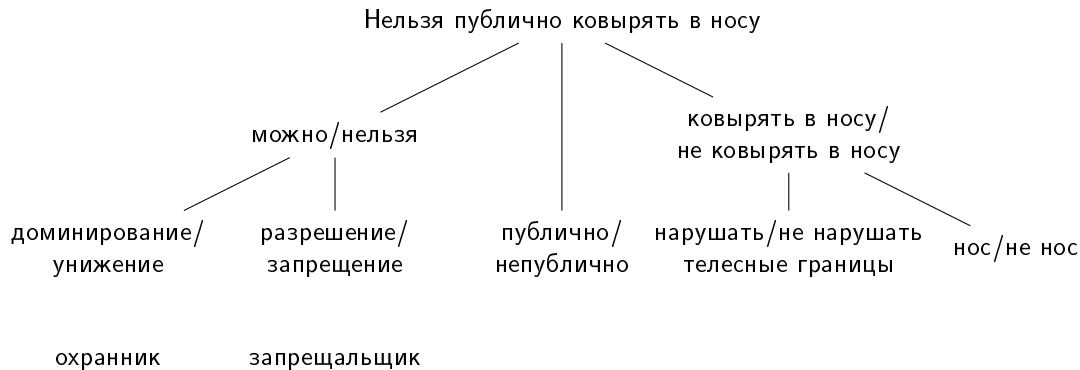 Нельзя публично ковырять в носу
можно/нельзя
ковырять в носу/
не ковырять в носу
доминирование/
унижение
разрешение/
запрещение
публично/
непублично
нарушать/не нарушать
телесные границы
нос/не нос
охранник
запрещальщик